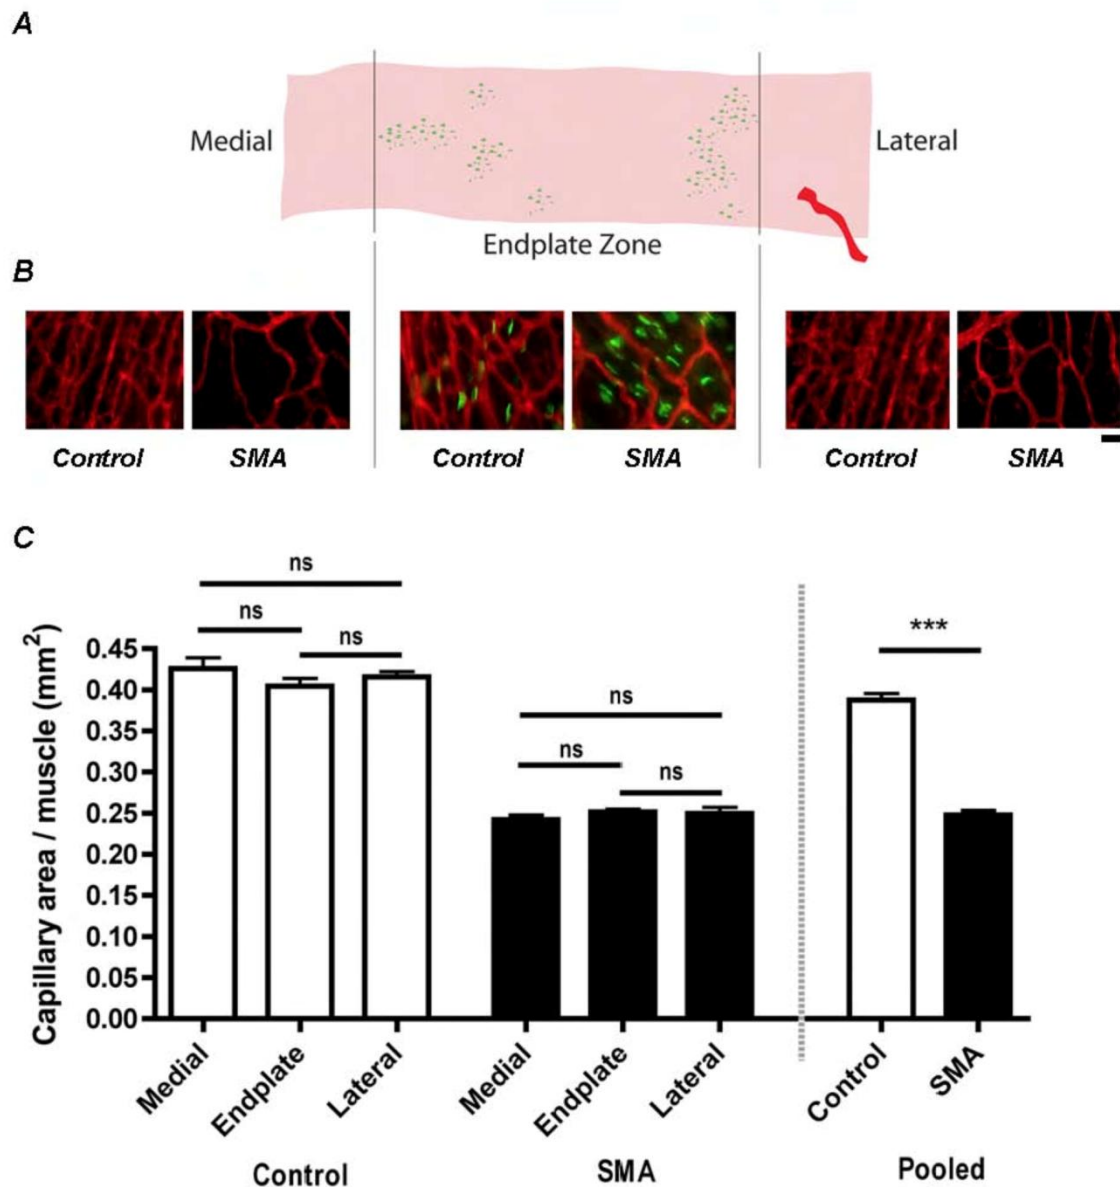 A
Medial
Lateral
Endplate Zone
B
Control
SMA
Control
SMA
Control
SMA
C
Capillary area / muscle (mm²)
0.45
0.40
0.35
0.30
0.25
0.20
0.15
0.10
0.05
0.00
ns
ns
ns
ns
ns
ns
***
Medial
Endplate
Lateral
Medial
Endplate
Lateral
Control
SMA
Control
SMA
Pooled